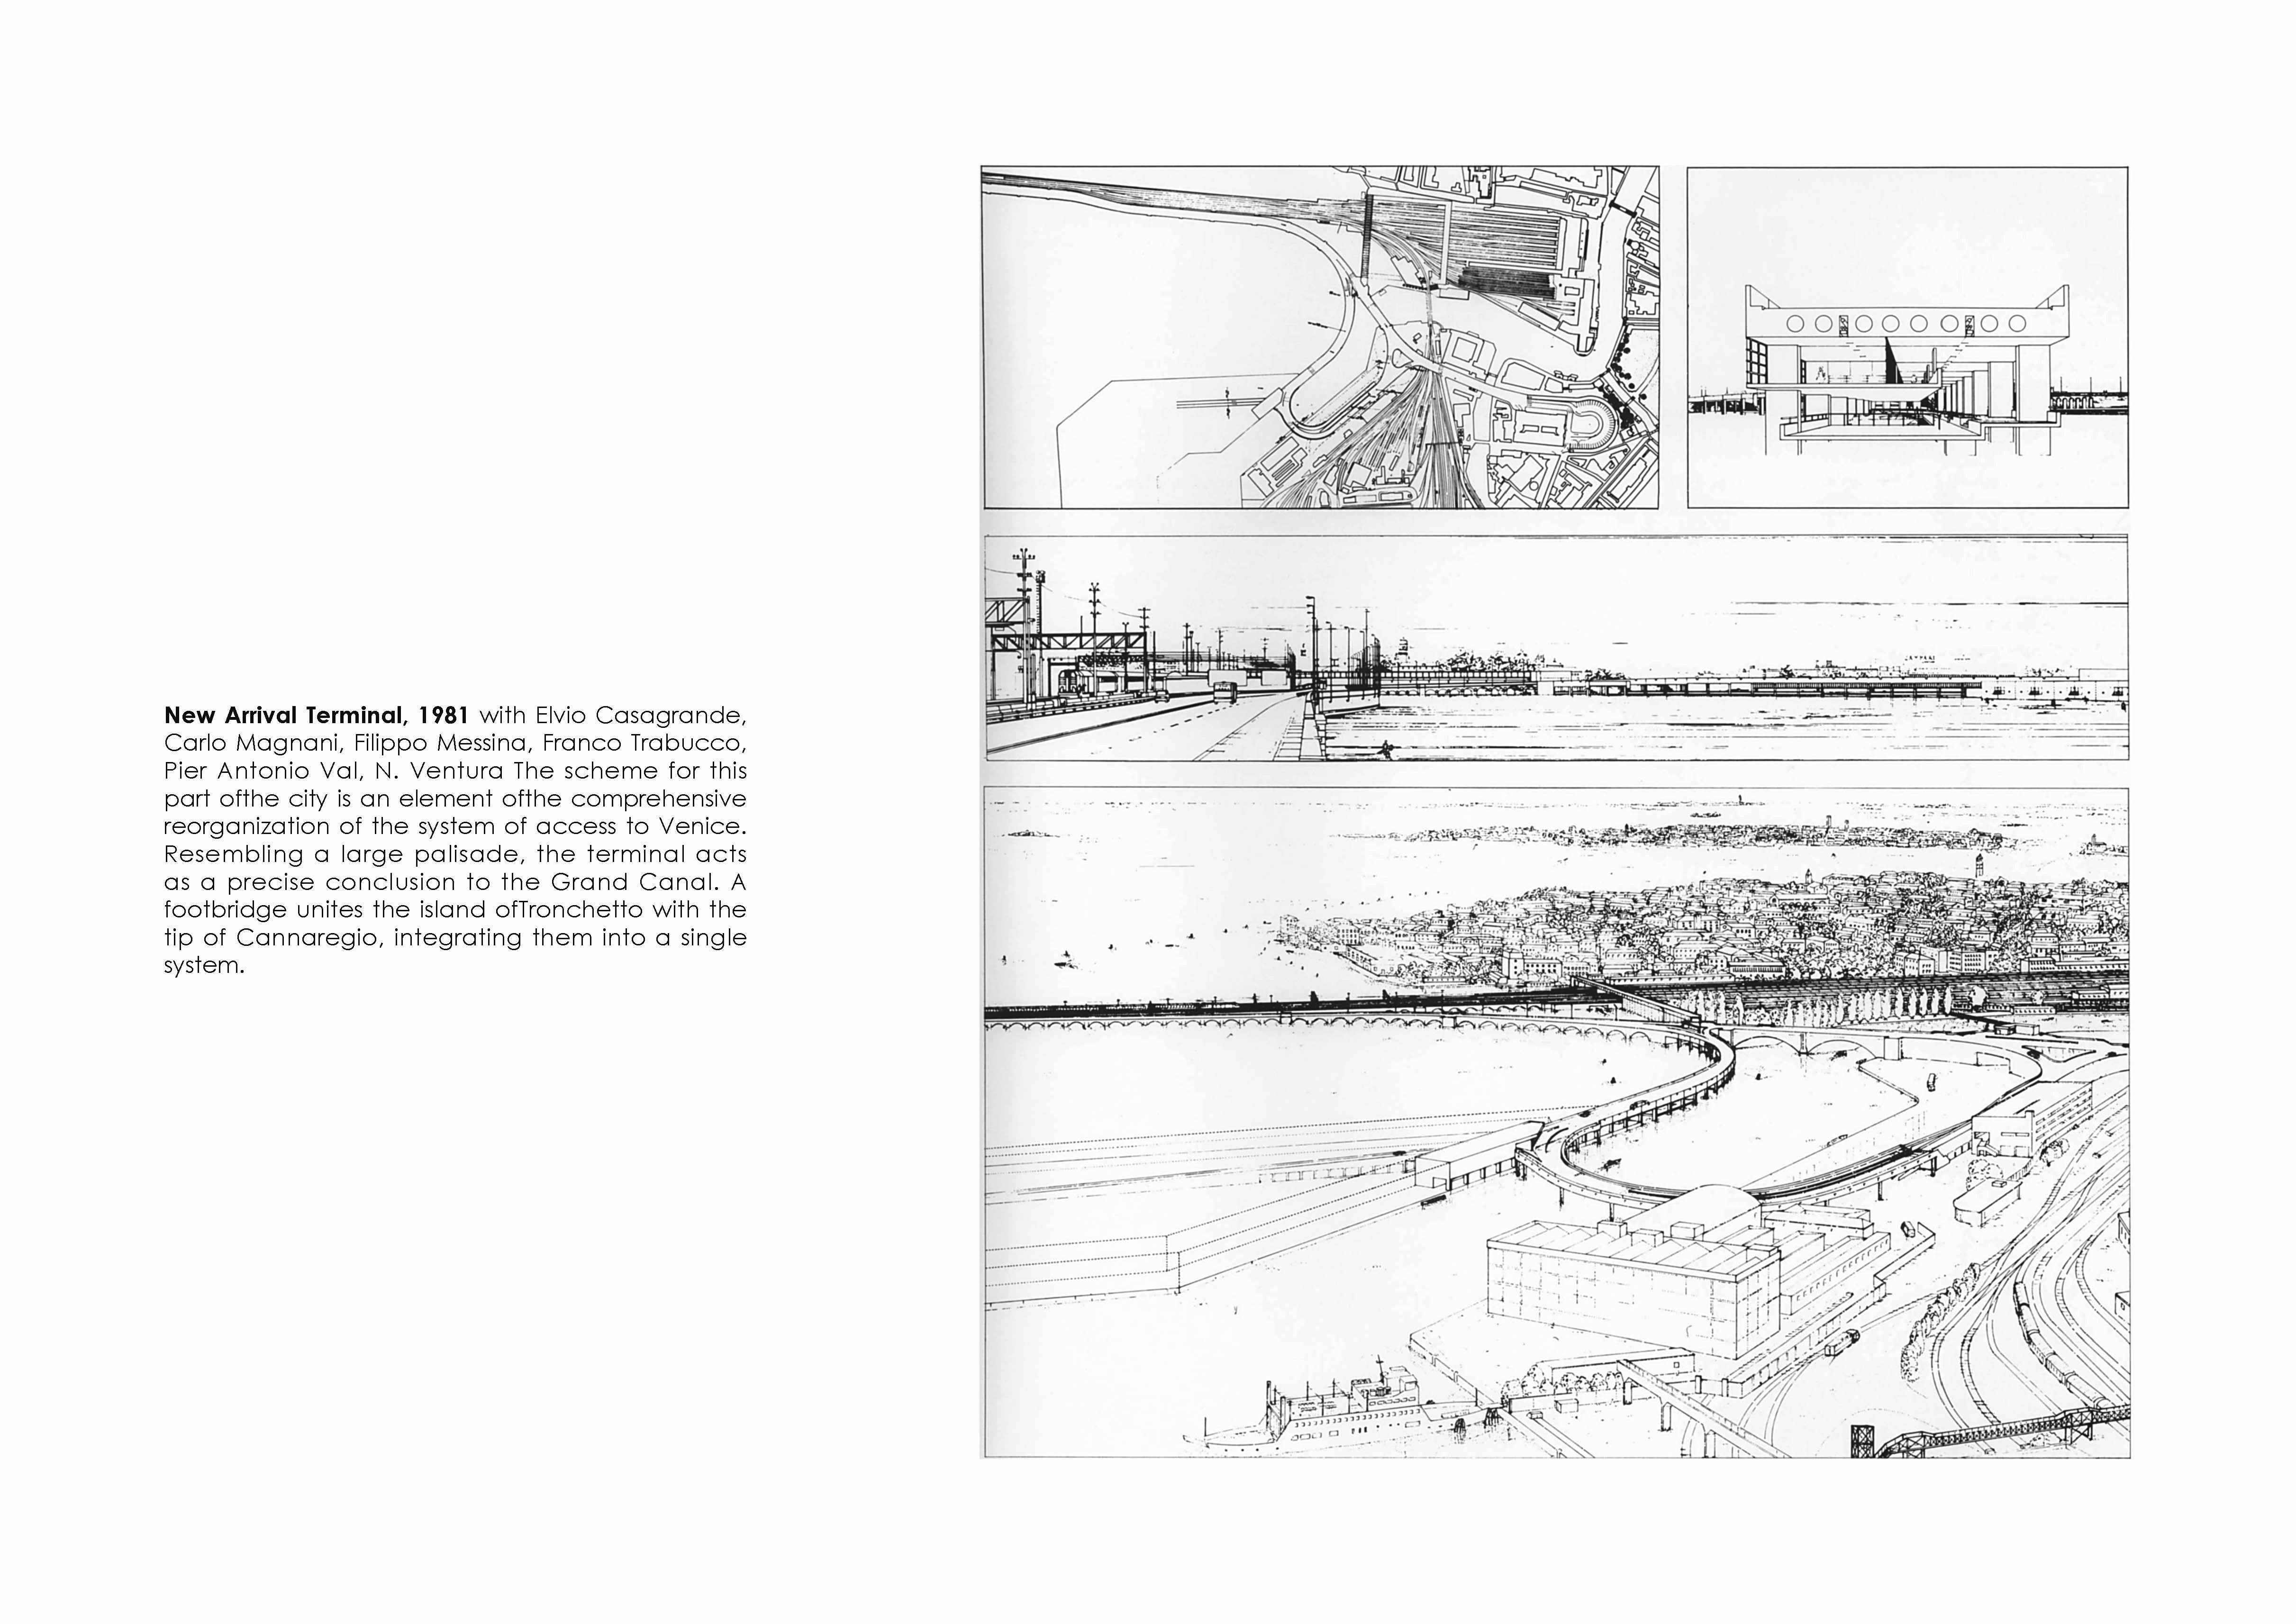 New Arrival Terminal, 1981 with Elvio Casagrande,
Carlo Magnani, Filippo Messina, Franco Trabucco,
Pier Antonio Val, N. Ventura The scheme for this
part ofthe city is an element ofthe comprehensive
reorganization of the system of access to Venice.
Resembling a large palisade, the terminal acts
as a precise conclusion to the Grand Canal. A
footbridge unites the island ofTronchetto with the
tip of Cannaregio, integrating them into a single
system.